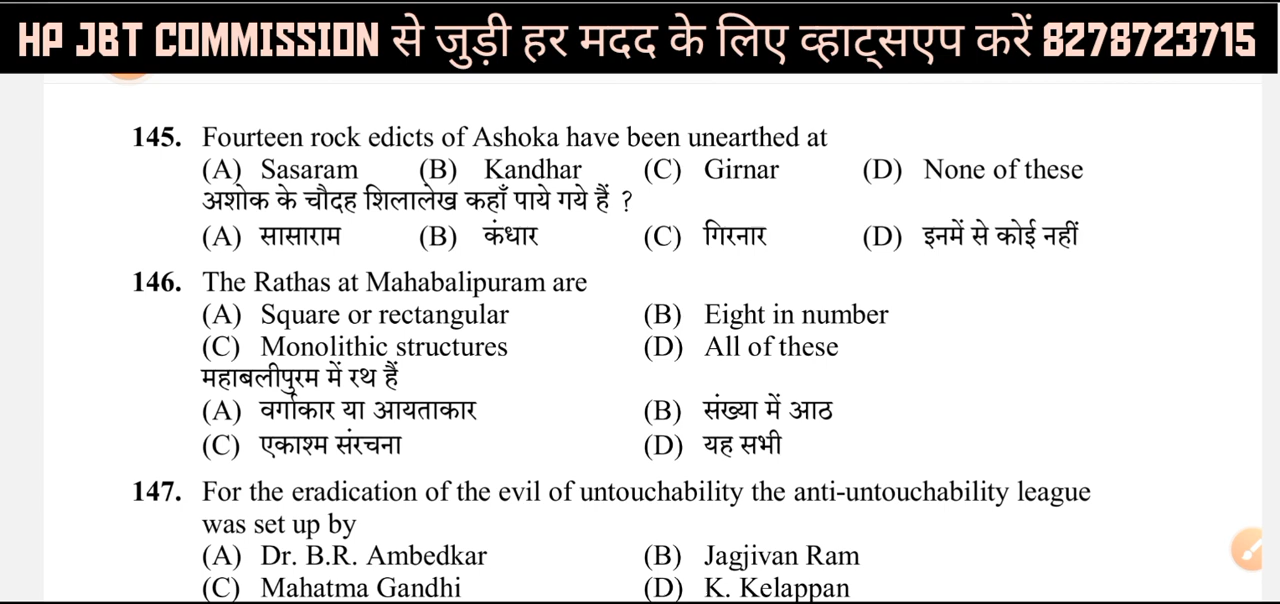 HP JBT COMMISSION से जुड़ी हर मदद के लिए व्हाट्सएप करें 8278723715
145. Fourteen rock edicts of Ashoka have been unearthed at
(A) Sasaram (B) Kandhar (C) Girnar (D) None of these
अशोक के चौदह शिलालेख कहाँ पाये गये हैं ?
(A) सासाराम (B) कंधार (C) गिरनार (D) इनमें से कोई नहीं
146. The Rathas at Mahabalipuram are
(A) Square or rectangular (B) Eight in number
(C) Monolithic structures (D) All of these
महाबलीपुरम में रथ हैं
(A) वर्गाकार या आयताकार (B) संख्या में आठ
(C) एकाश्म संरचना (D) यह सभी
147. For the eradication of the evil of untouchability the anti-untouchability league
was set up by
(A) Dr. B.R. Ambedkar (B) Jagjivan Ram
(C) Mahatma Gandhi (D) K. Kelappan